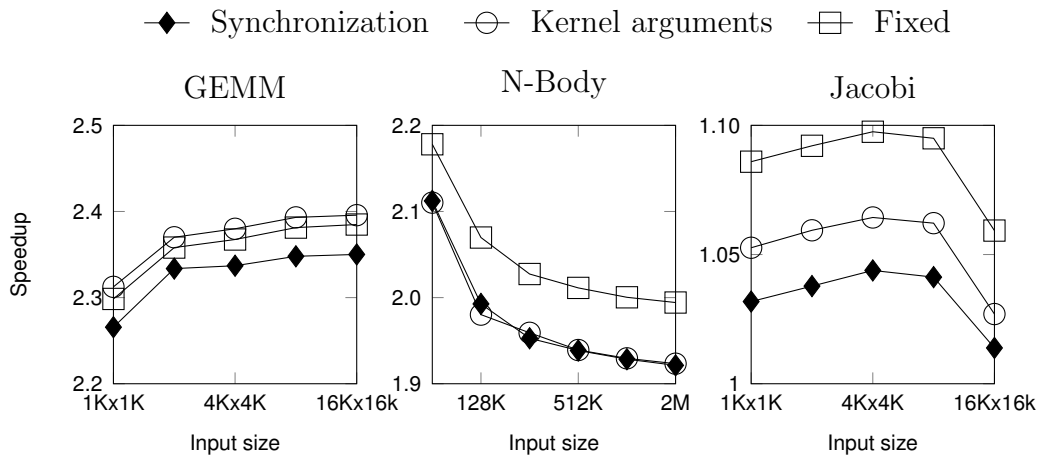 Synchronization Kernel arguments Fixed
GEMM N-Body Jacobi
2.5 2.2 1.10
2.4 2.1
Speedup
1.05
2.3 2.0
2.2 1.9 1
1Kx1K 4Kx4K 16Kx16k 128K 512K 2M 1Kx1K 4Kx4K 16Kx16k
Input size Input size Input size